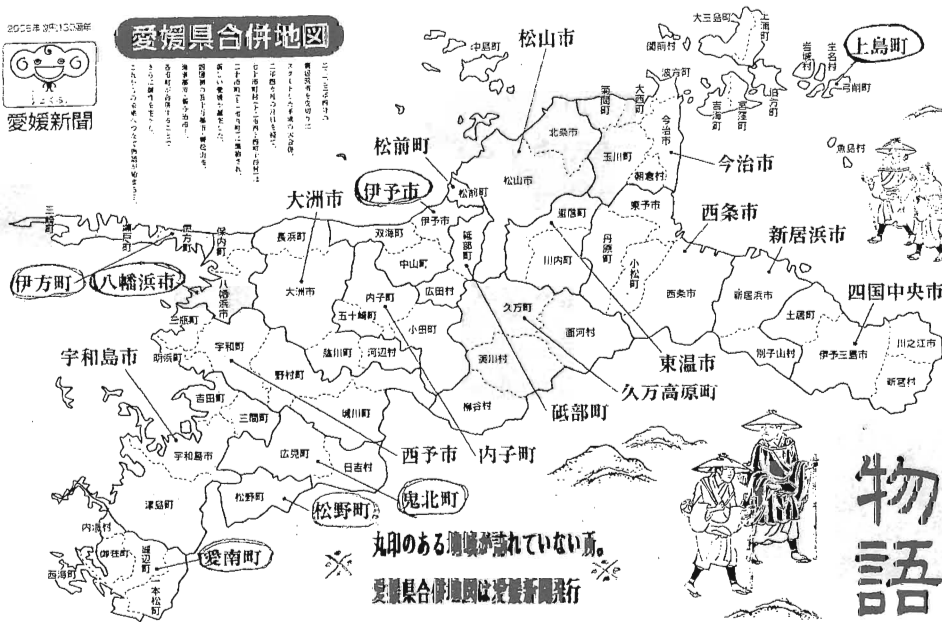 愛媛県合併地図
愛媛新聞
中島町
松山市
大三島町
上浦町
関前村
岩城村
生名村
上島町
弓削町
波方町
大西町
菊間町
今治市
吉海町
宮窪町
伯方町
魚島村
北条市
玉川町
朝倉村
今治市
松前町
松前町
松山市
伊予市
伊予市
大洲市
重信町
東予市
西条市
新居浜市
三崎町
瀬戸町
伊方町
保内町
長浜町
双海町
砥部町
川内町
丹原町
小松町
中山町
広田村
伊方町
八幡浜市
八幡浜市
大洲市
内子町
五十崎町
小田町
久万町
面河村
西条市
新居浜市
四国中央市
土居町
別子山村
伊予三島市
川之江市
新宮村
三瓶町
宇和町
明浜町
野村町
肱川町
河辺村
美川村
柳谷村
東温市
久万高原町
砥部町
宇和島市
吉田町
三間町
城川町
西予市
内子町
宇和島市
広見町
日吉村
松野町
松野町
鬼北町
津島町
内海村
御荘町
城辺町
西海町
一本松町
愛南町
丸印のある地域が訪れていない所。
愛媛県合併地図は愛媛新聞発行
物語